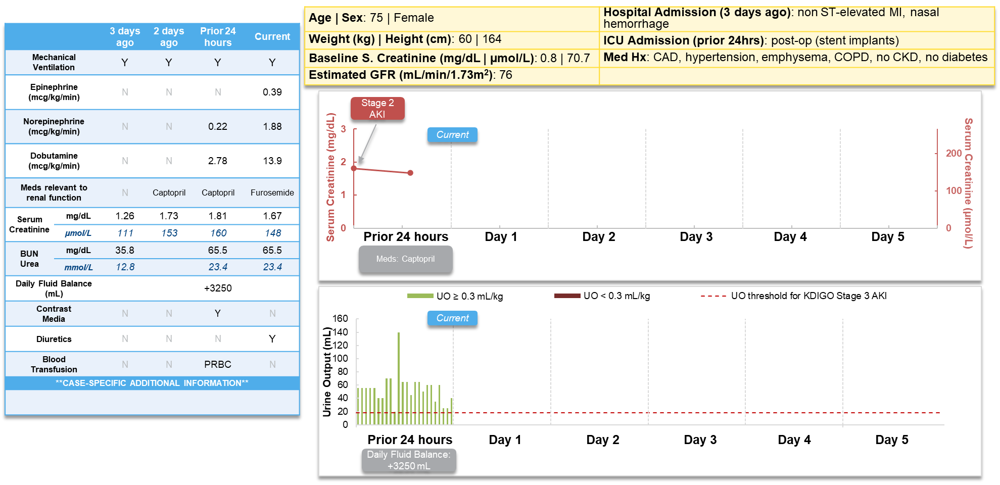 3 days ago 2 days ago Prior 24 hours Current
Mechanical Ventilation Y Y Y Y
Epinephrine (mcg/kg/min) N N N 0.39
Norepinephrine (mcg/kg/min) N N 0.22 1.88
Dobutamine (mcg/kg/min) N N 2.78 13.9
Meds relevant to renal function N Captopril Captopril Furosemide
Serum Creatinine mg/dL 1.26 1.73 1.81 1.67
µmol/L 111 153 160 148
BUN Urea mg/dL 35.8 65.5 65.5
mmol/L 12.8 23.4 23.4
Daily Fluid Balance (mL) +3250
Contrast Media N N Y N
Diuretics N N N Y
Blood Transfusion N N PRBC N
**CASE-SPECIFIC ADDITIONAL INFORMATION**
Age | Sex: 75 | Female
Hospital Admission (3 days ago): non ST-elevated MI, nasal
hemorrhage
Weight (kg) | Height (cm): 60 | 164
ICU Admission (prior 24hrs): post-op (stent implants)
Baseline S. Creatinine (mg/dL | µmol/L): 0.8 | 70.7
Med Hx: CAD, hypertension, emphysema, COPD, no CKD, no diabetes
Estimated GFR (mL/min/1.73m²): 76
Stage 2
AKI
Current
Serum Creatinine (mg/dL)
3
2
1
0
Serum Creatinine (µmol/L)
200
100
0
Prior 24 hours Day 1 Day 2 Day 3 Day 4 Day 5
Meds: Captopril
UO ≥ 0.3 mL/kg UO < 0.3 mL/kg UO threshold for KDIGO Stage 3 AKI
Current
Urine Output (mL)
160
140
120
100
80
60
40
20
0
Prior 24 hours Day 1 Day 2 Day 3 Day 4 Day 5
Daily Fluid Balance:
+3250 mL